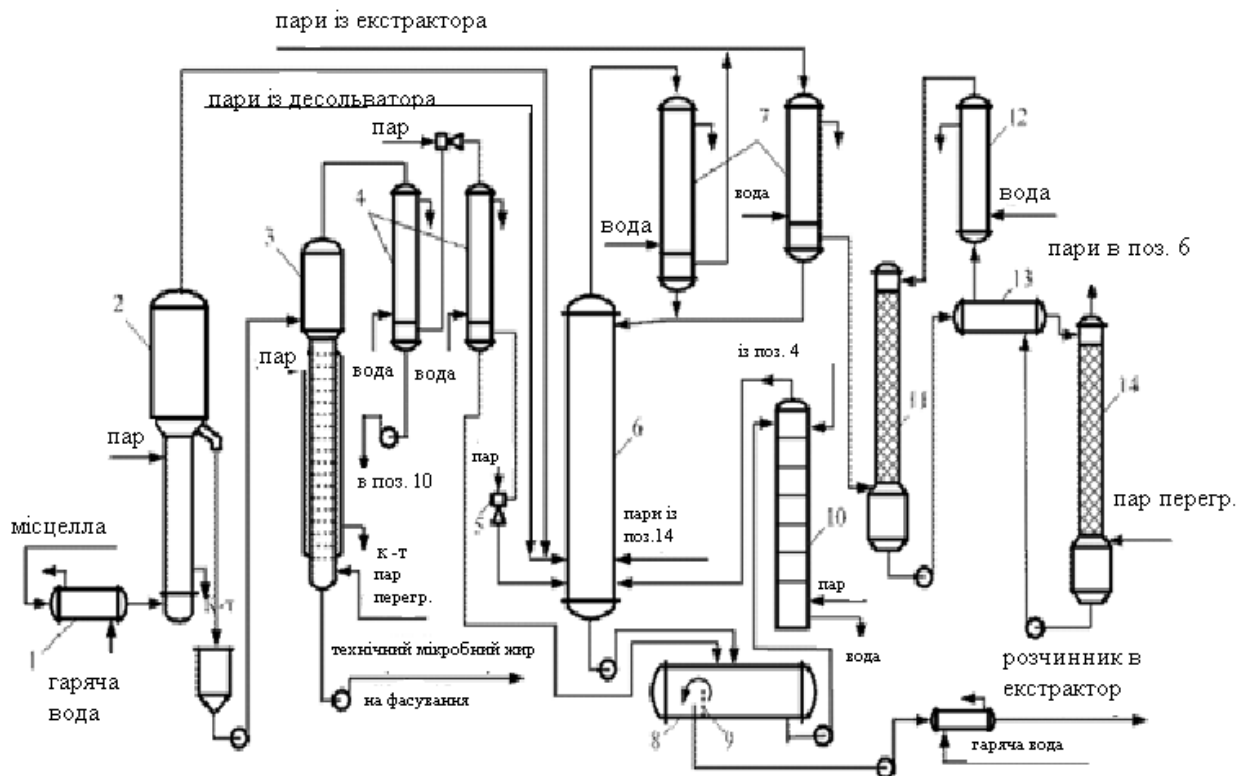 пари із екстрактора
пари із десольватора
пар
4
3
2
7
12
вода
вода
вода
пари в поз. 6
13
пар
вода
вода
із поз. 4
14
11
пар
6
в поз. 10
пар
5
10
пар перегр.
місцелла
к-т
пар
перегр.
пари із
поз.14
пар
к-т
1
гаряча
вода
технічний мікробний жир
на фасування
вода
8
9
розчинник в
екстрактор
гаряча вода